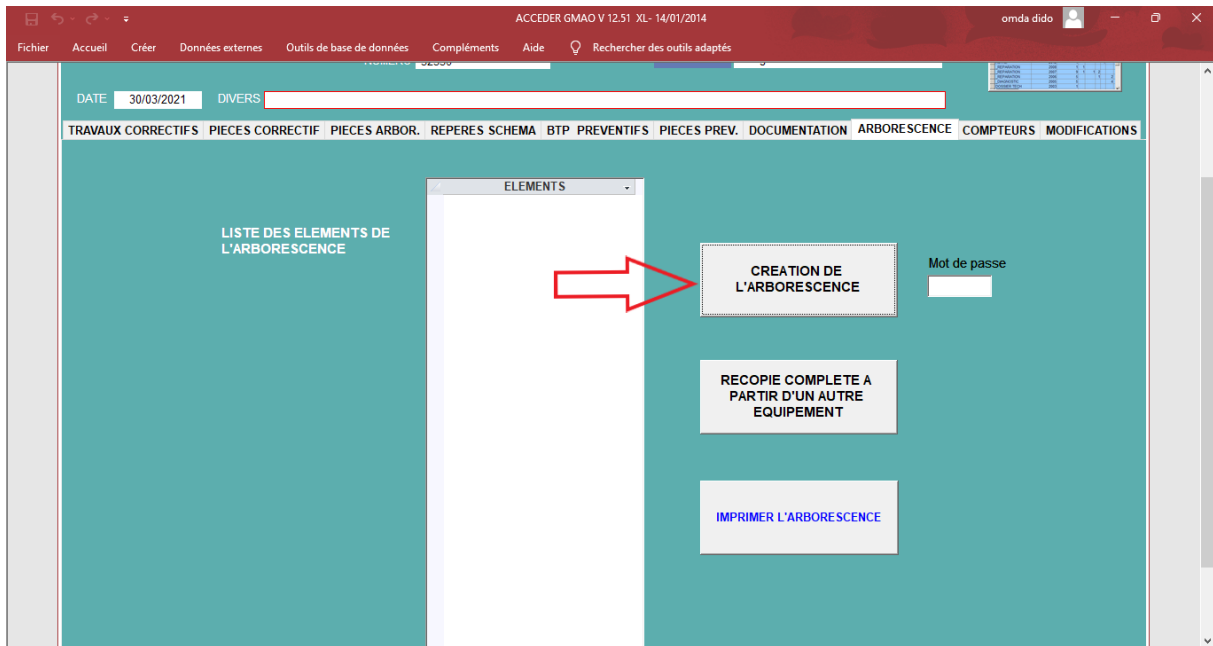 ACCEDER GMAO V 12.51 XL- 14/01/2014
omda dido
Fichier Accueil Créer Données externes Outils de base de données Compléments Aide Rechercher des outils adaptés
DATE 30/03/2021 DIVERS
TRAVAUX CORRECTIFS PIECES CORRECTIF PIECES ARBOR. REPERES SCHEMA BTP PREVENTIFS PIECES PREV. DOCUMENTATION ARBORESCENCE COMPTEURS MODIFICATIONS
ELEMENTS
LISTE DES ELEMENTS DE
L'ARBORESCENCE
CREATION DE
L'ARBORESCENCE
Mot de passe
RECOPIE COMPLETE A
PARTIR D'UN AUTRE
EQUIPEMENT
IMPRIMER L'ARBORESCENCE